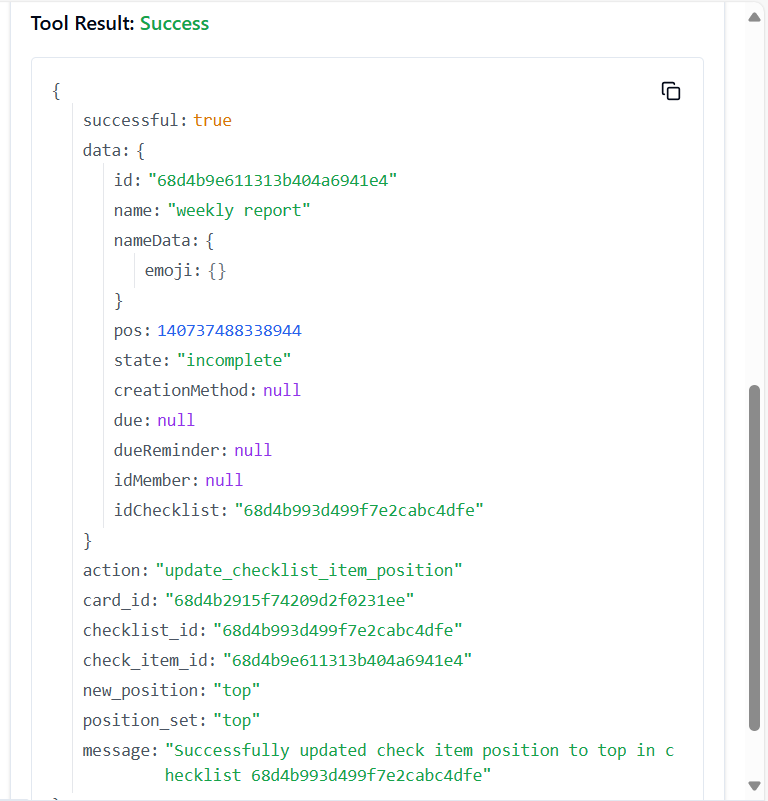 Tool Result: Success
{
successful: true
data: {
id: "68d4b9e611313b404a6941e4"
name: "weekly report"
nameData: {
emoji: {}
}
pos: 140737488338944
state: "incomplete"
creationMethod: null
due: null
dueReminder: null
idMember: null
idChecklist: "68d4b993d499f7e2cabc4dfe"
}
action: "update_checklist_item_position"
card_id: "68d4b2915f74209d2f0231ee"
checklist_id: "68d4b993d499f7e2cabc4dfe"
check_item_id: "68d4b9e611313b404a6941e4"
new_position: "top"
position_set: "top"
message: "Successfully updated check item position to top in c
hecklist 68d4b993d499f7e2cabc4dfe"